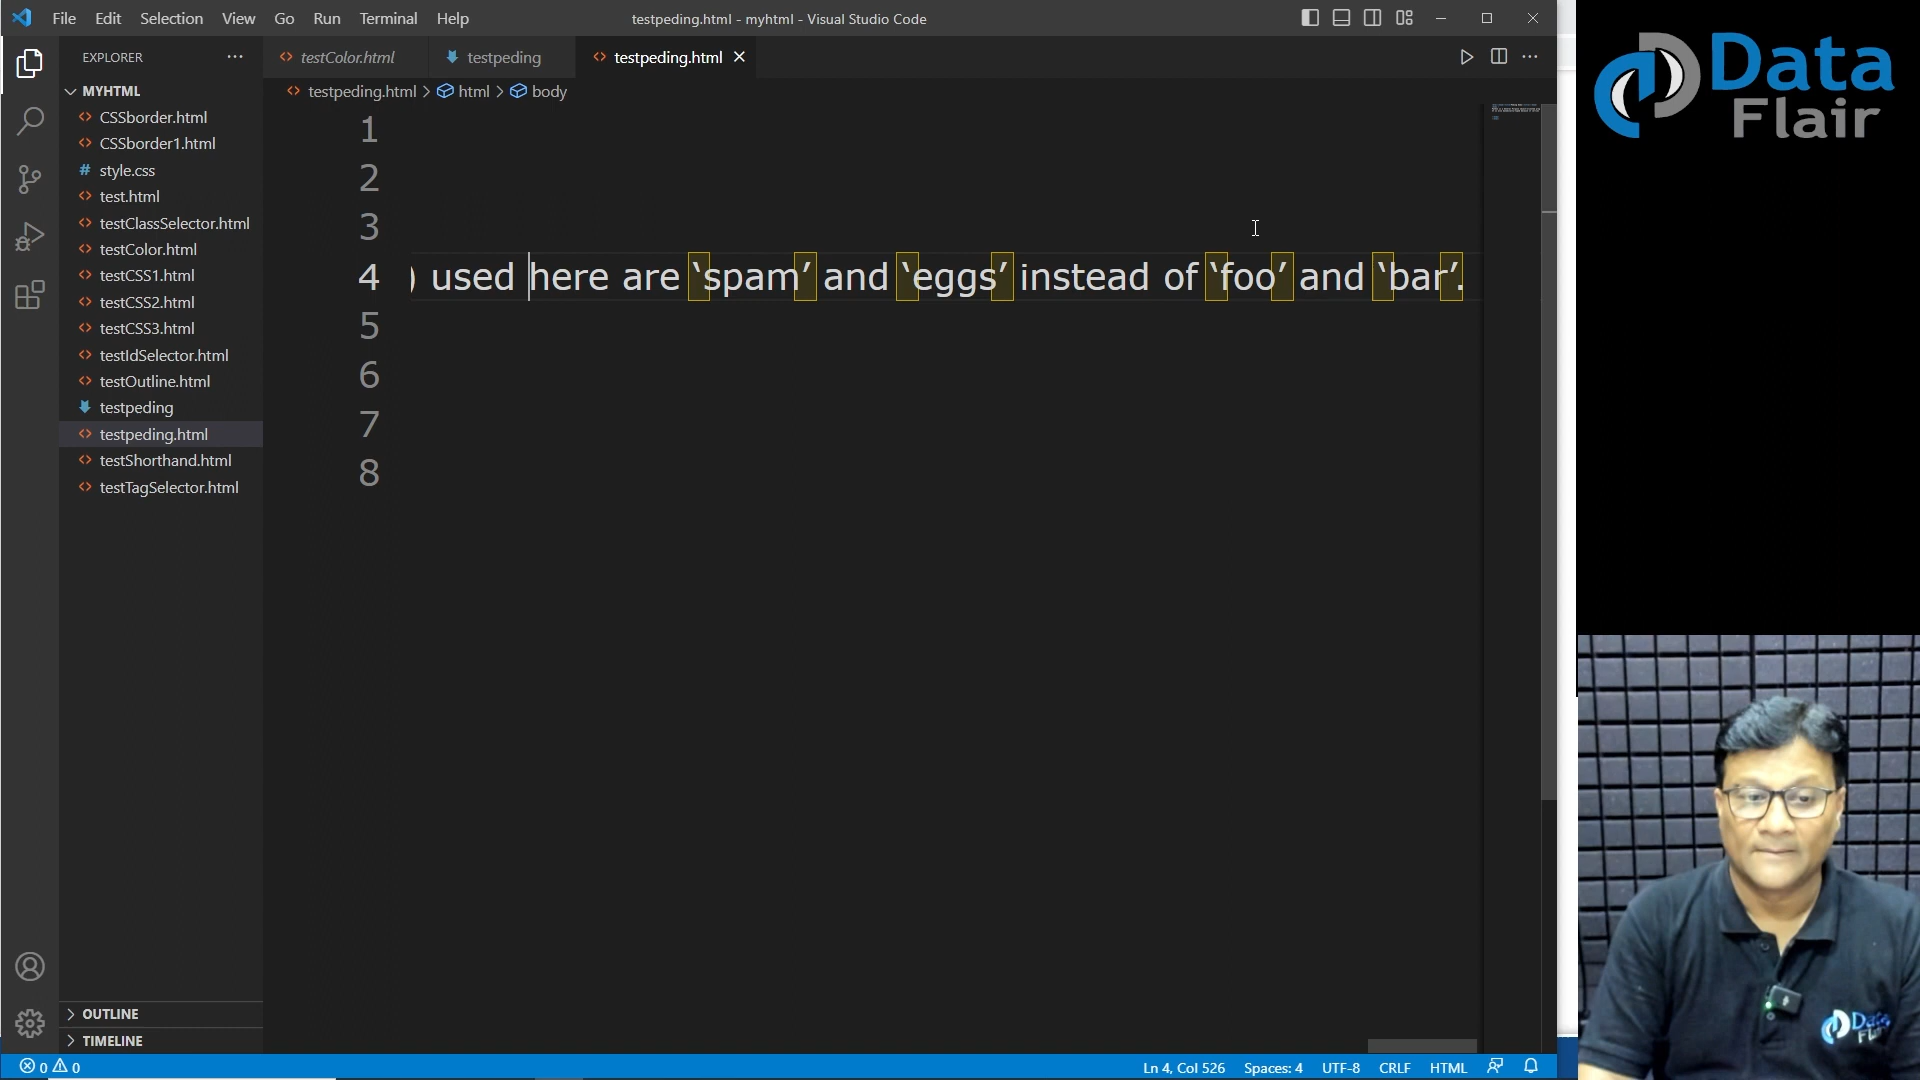 File Edit Selection View Go Run Terminal Help
testpeding.html - myhtml - Visual Studio Code
EXPLORER
testColor.html
testpeding
testpeding.html
testpeding.html > html > body
MYHTML
CSSborder.html
CSSborder1.html
style.css
test.html
testClassSelector.html
testColor.html
testCSS1.html
testCSS2.html
testCSS3.html
testIdSelector.html
testOutline.html
testpeding
testpeding.html
testShorthand.html
testTagSelector.html
1
2
3
4 ) used here are ‘spam’ and ‘eggs’ instead of ‘foo’ and ‘bar’.
5
6
7
8
OUTLINE
TIMELINE
0 0
Ln 4, Col 526 Spaces: 4 UTF-8 CRLF HTML
Data
Flair
Data
Flair